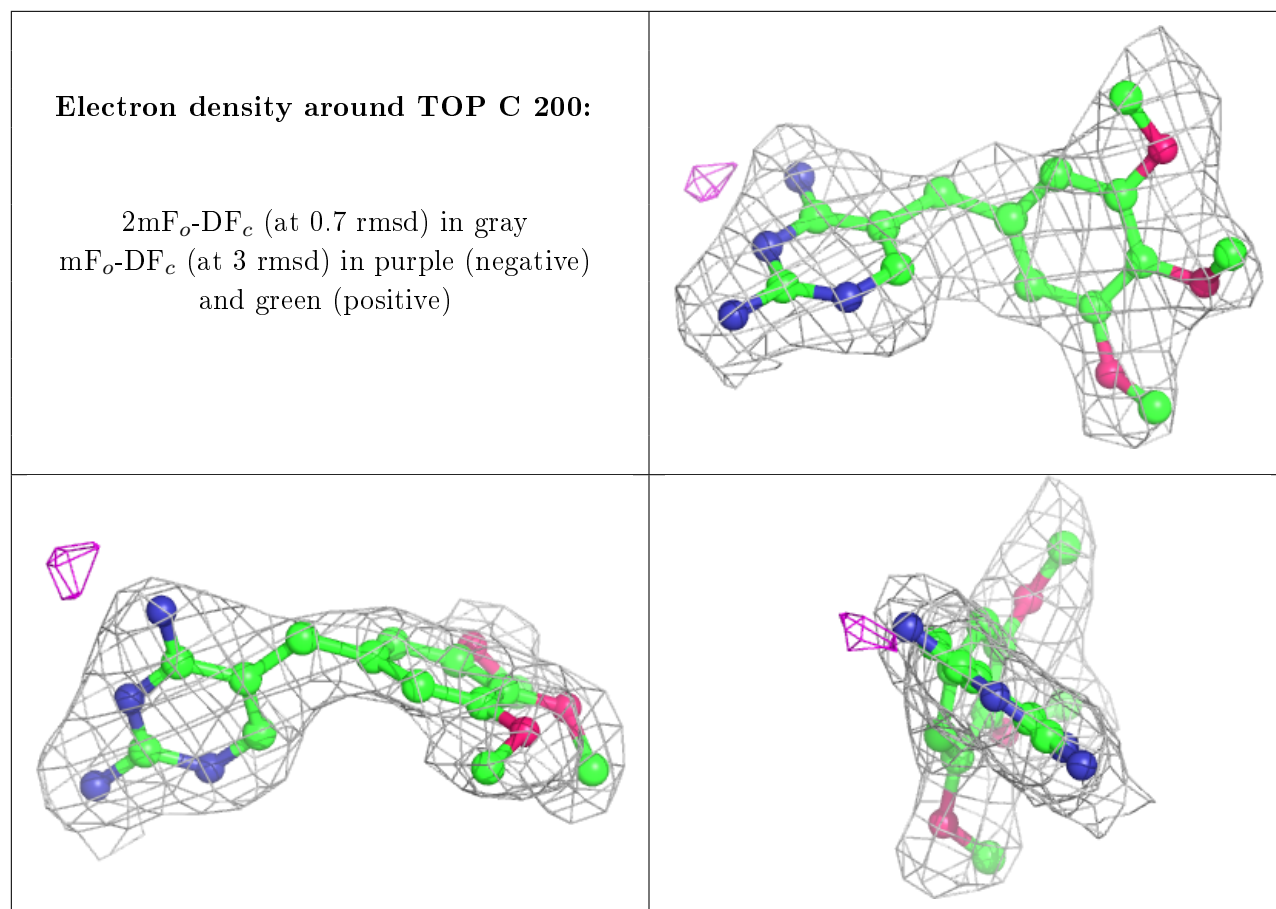 Electron density around TOP C 200:
2mFo-DFc (at 0.7 rmsd) in gray
mFo-DFc (at 3 rmsd) in purple (negative)
and green (positive)